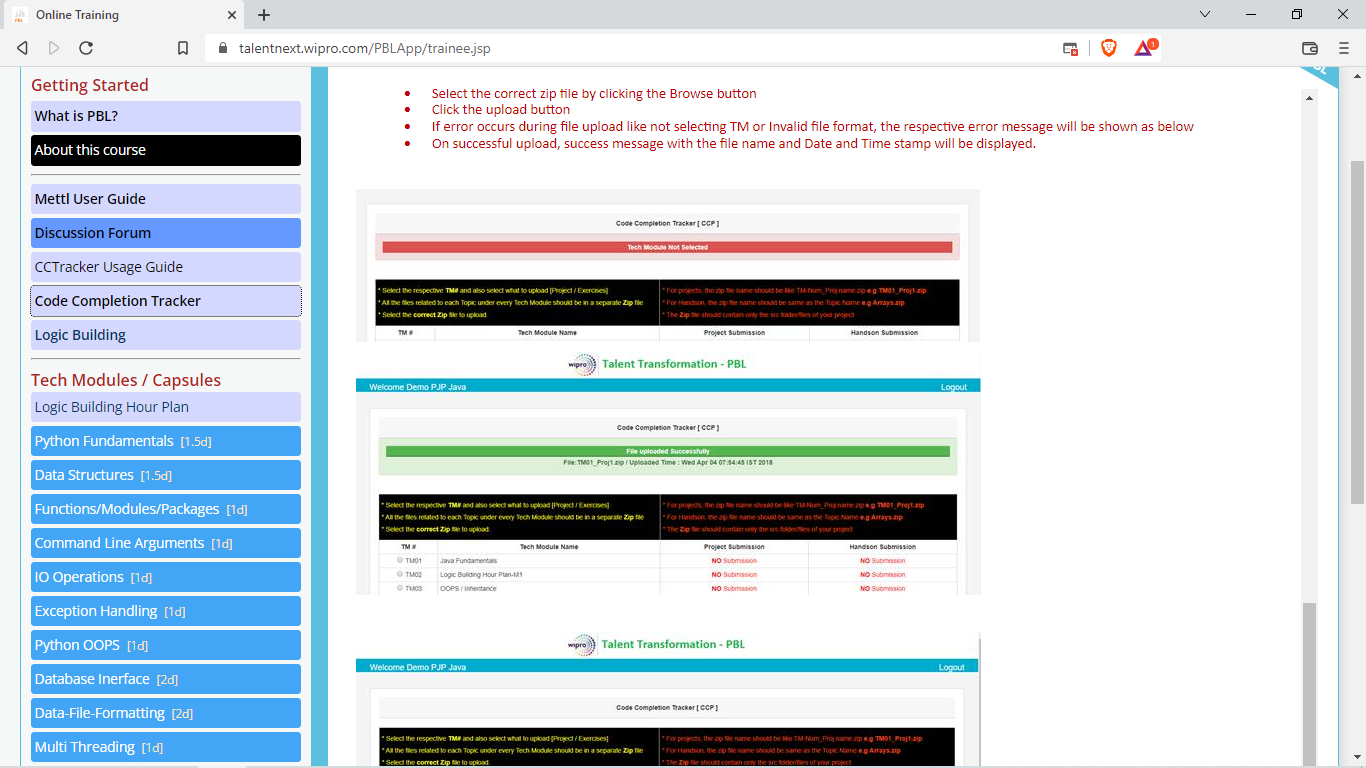 Online Training
talentnext.wipro.com/PBLApp/trainee.jsp
1
Getting Started
What is PBL?
About this course
Mettl User Guide
Discussion Forum
CCTracker Usage Guide
Code Completion Tracker
Logic Building
Tech Modules / Capsules
Logic Building Hour Plan
Python Fundamentals [1.5d]
Data Structures [1.5d]
Functions/Modules/Packages [1d]
Command Line Arguments [1d]
IO Operations [1d]
Exception Handling [1d]
Python OOPS [1d]
Database Inerface [2d]
Data-File-Formatting [2d]
Multi Threading [1d]
• Select the correct zip file by clicking the Browse button
• Click the upload button
• If error occurs during file upload like not selecting TM or Invalid file format, the respective error message will be shown as below
• On successful upload, success message with the file name and Date and Time stamp will be displayed.
Code Completion Tracker [ CCP ]
Tech Module Not Selected
* Select the respective TM# and also select what to upload [Project / Exercises]
* All the files related to each Topic under every Tech Module should be in a separate Zip file
* Select the correct Zip file to upload.
* For projects, the zip file name should be like TM-Num_Proj name.zip e.g TM01_Proj1.zip
* For Handson, the zip file name should be same as the Topic Name e.g Arrays.zip
* The Zip file should contain only the src folder/files of your project
TM # Tech Module Name Project Submission Handson Submission
wipro Talent Transformation - PBL
Welcome Demo PJP Java Logout
Code Completion Tracker [ CCP ]
File uploaded Successfully
File:TM01_Proj1.zip / Uploaded Time : Wed Apr 04 07:54:45 IST 2018
* Select the respective TM# and also select what to upload [Project / Exercises]
* All the files related to each Topic under every Tech Module should be in a separate Zip file
* Select the correct Zip file to upload.
* For projects, the zip file name should be like TM-Num_Proj name.zip e.g TM01_Proj1.zip
* For Handson, the zip file name should be same as the Topic Name e.g Arrays.zip
* The Zip file should contain only the src folder/files of your project
TM # Tech Module Name Project Submission Handson Submission
TM01 Java Fundamentals NO Submission NO Submission
TM02 Logic Building Hour Plan-M1 NO Submission NO Submission
TM03 OOPS / Inheritance NO Submission NO Submission
wipro Talent Transformation - PBL
Welcome Demo PJP Java Logout
Code Completion Tracker [ CCP ]
* Select the respective TM# and also select what to upload [Project / Exercises]
* All the files related to each Topic under every Tech Module should be in a separate Zip file
* Select the correct Zip file to upload.
* For projects, the zip file name should be like TM-Num_Proj name.zip e.g TM01_Proj1.zip
* For Handson, the zip file name should be same as the Topic Name e.g Arrays.zip
* The Zip file should contain only the src folder/files of your project